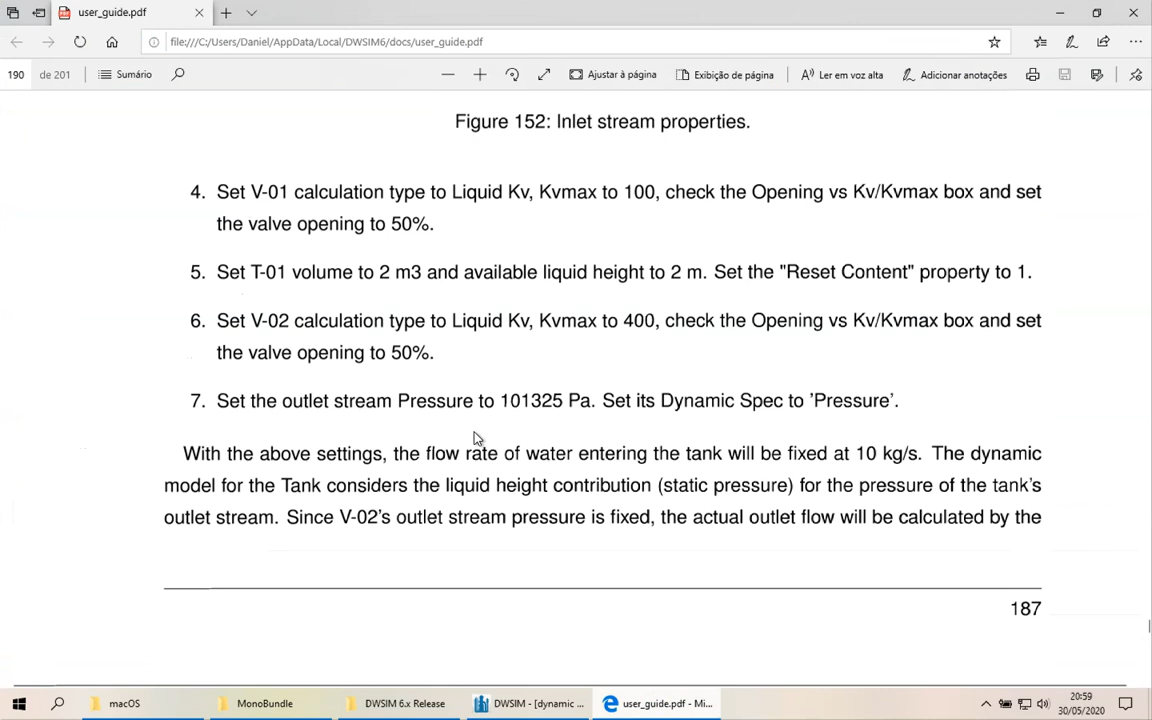 user_guide.pdf
file:///C:/Users/Daniel/AppData/Local/DWSIM6/docs/user_guide.pdf
190 de 201 Sumário Ajustar à página Exibição de página Ler em voz alta Adicionar anotações
Figure 152: Inlet stream properties.
4. Set V-01 calculation type to Liquid Kv, Kvmax to 100, check the Opening vs Kv/Kvmax box and set
the valve opening to 50%.
5. Set T-01 volume to 2 m3 and available liquid height to 2 m. Set the "Reset Content" property to 1.
6. Set V-02 calculation type to Liquid Kv, Kvmax to 400, check the Opening vs Kv/Kvmax box and set
the valve opening to 50%.
7. Set the outlet stream Pressure to 101325 Pa. Set its Dynamic Spec to 'Pressure'.
With the above settings, the flow rate of water entering the tank will be fixed at 10 kg/s. The dynamic
model for the Tank considers the liquid height contribution (static pressure) for the pressure of the tank's
outlet stream. Since V-02's outlet stream pressure is fixed, the actual outlet flow will be calculated by the
187
macOS MonoBundle DWSIM 6.x Release DWSIM - [dynamic ... user_guide.pdf - Mi... 20:59
30/05/2020